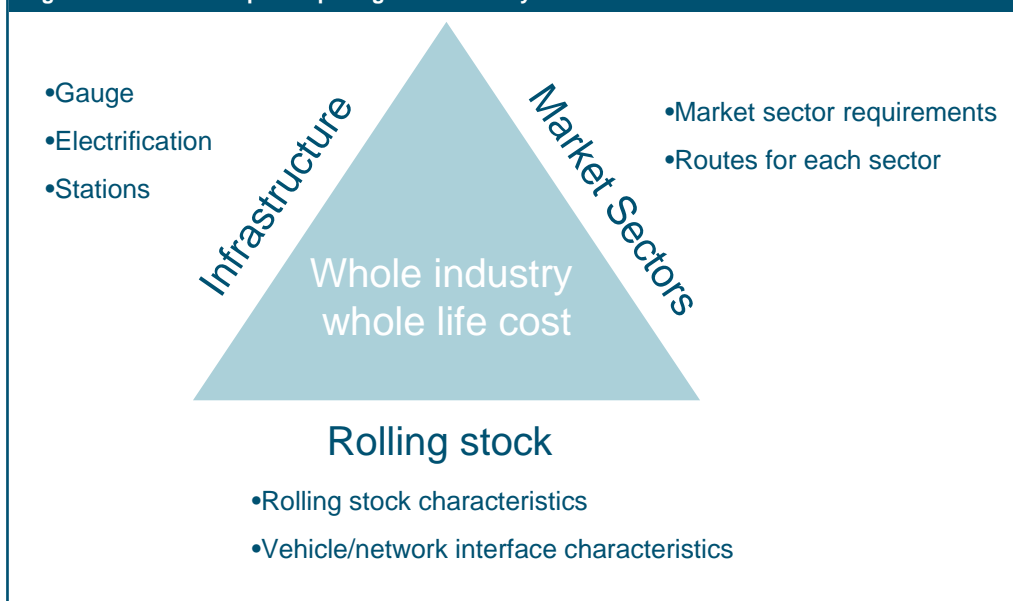 •Gauge
•Electrification
•Stations
Infrastructure
Market Sectors
•Market sector requirements
•Routes for each sector
Whole industry
whole life cost
Rolling stock
•Rolling stock characteristics
•Vehicle/network interface characteristics